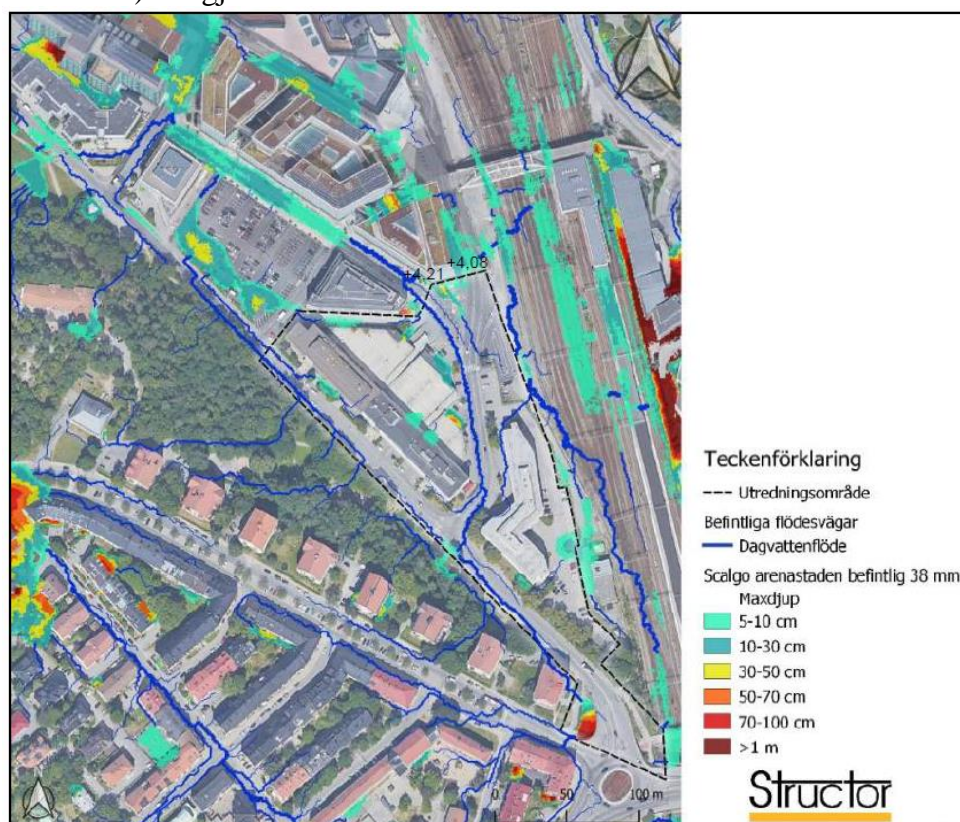 +4,08
+4,21
Teckenförklaring
Utredningsområde
Befintliga flödesvägar
Dagvattenflöde
Scalgo arenastaden befintlig 38 mm
Maxdjup
5-10 cm
10-30 cm
30-50 cm
50-70 cm
70-100 cm
>1 m
0 50 100 m
Structor